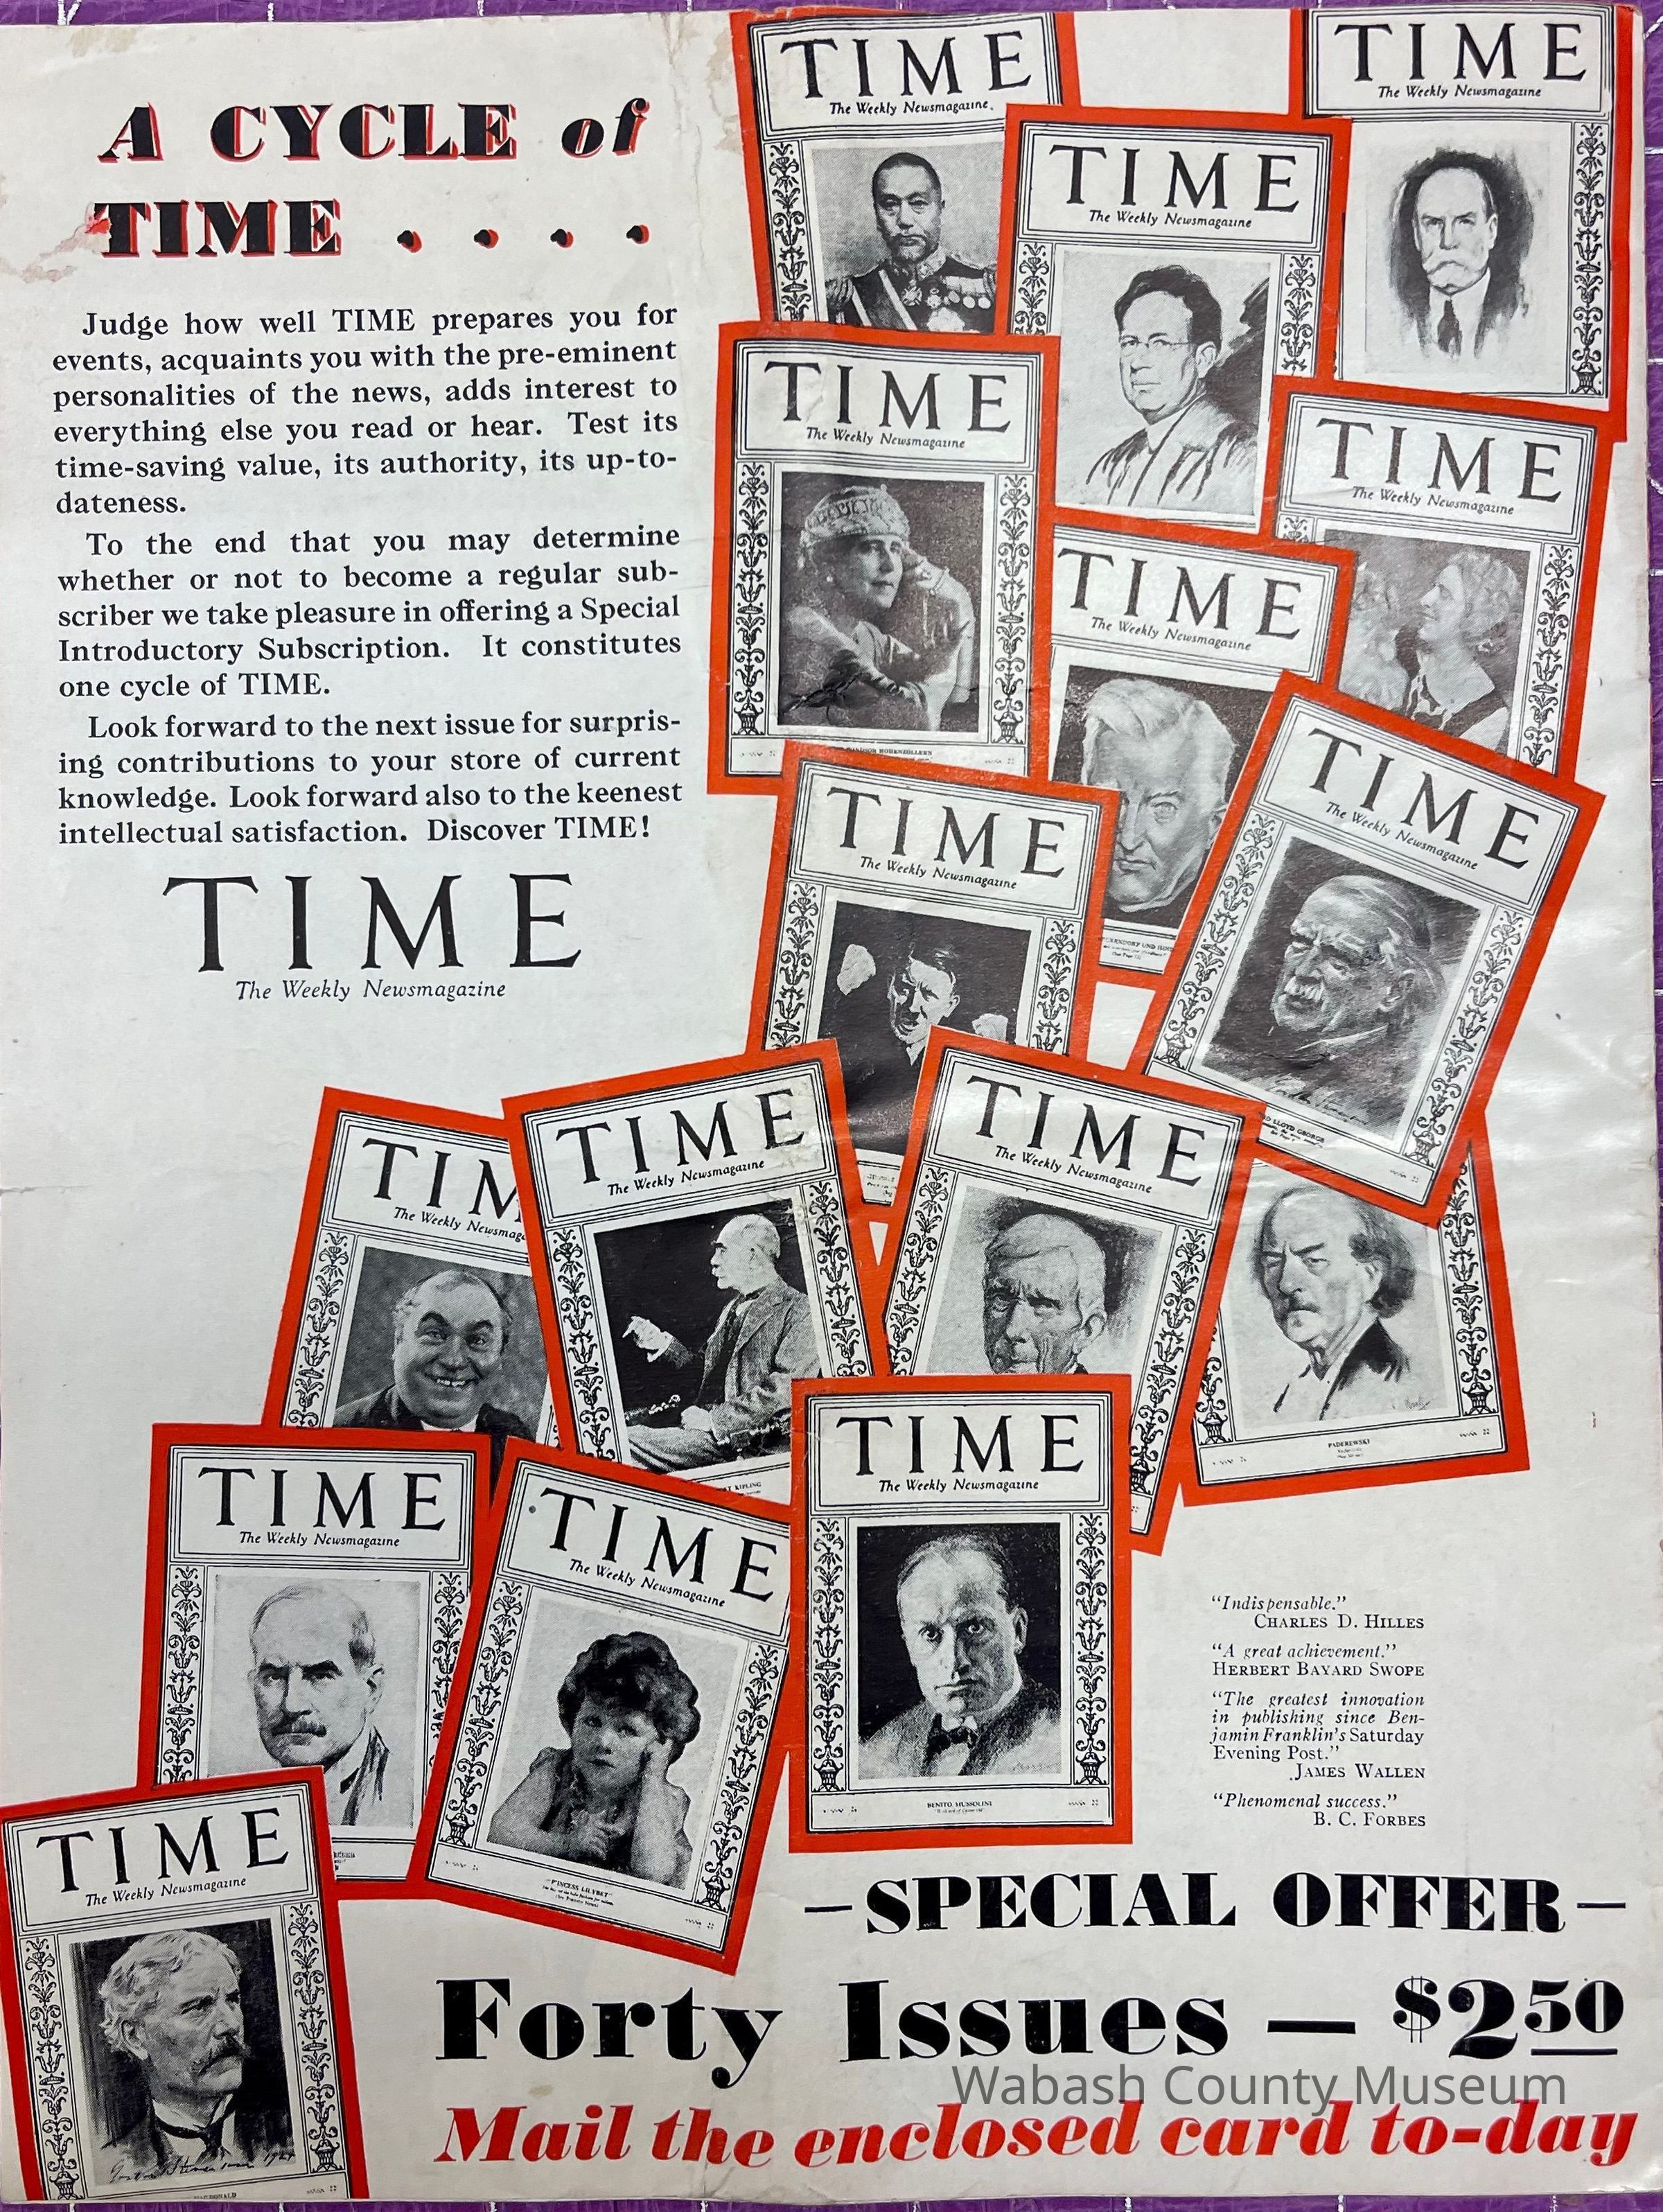 A CYCLE of
TIME . . . .
Judge how well TIME prepares you for
events, acquaints you with the pre-eminent
personalities of the news, adds interest to
everything else you read or hear. Test its
time-saving value, its authority, its up-to-
dateness.
To the end that you may determine
whether or not to become a regular sub-
scriber we take pleasure in offering a Special
Introductory Subscription. It constitutes
one cycle of TIME.
Look forward to the next issue for surpris-
ing contributions to your store of current
knowledge. Look forward also to the keenest
intellectual satisfaction. Discover TIME!
TIME
The Weekly Newsmagazine
TIME
The Weekly Newsmagazine
TIME
The Weekly Newsmagazine
TIME
The Weekly Newsmagazine
TIME
The Weekly Newsmagazine
HOHENZOLLERN
TIME
The Weekly Newsmagazine
TIME
The Weekly Newsmagazine
TIME
The Weekly Newsmagazine
TIME
The Weekly Newsmagazine
LLOYD GEORGE
TIM
The Weekly Newsmag
TIME
The Weekly Newsmagazine
KIPLING
TIME
The Weekly Newsmagazine
PADEREWSKI
TIME
The Weekly Newsmagazine
TIME
The Weekly Newsmagazine
"PINCESS LILYBET"
TIME
The Weekly Newsmagazine
BENITO MUSSOLINI
TIME
The Weekly Newsmagazine
"Indispensable."
CHARLES D. HILLES
"A great achievement."
HERBERT BAYARD SWOPE
"The greatest innovation
in publishing since Ben-
jamin Franklin's Saturday
Evening Post."
JAMES WALLEN
"Phenomenal success."
B. C. FORBES
—SPECIAL OFFER—
Forty Issues — $2 50
Wabash County Museum
Mail the enclosed card to-day